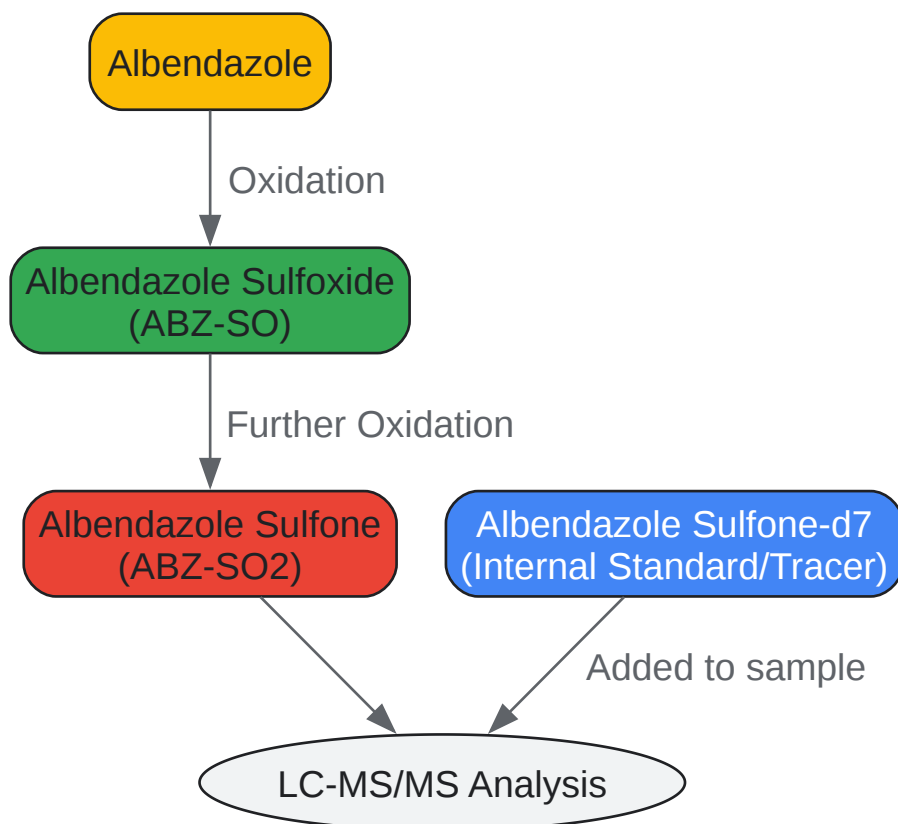 Albendazole
Oxidation
Albendazole Sulfoxide
(ABZ-SO)
Further Oxidation
Albendazole Sulfone
(ABZ-SO2)
Albendazole Sulfone-d7
(Internal Standard/Tracer)
Added to sample
LC-MS/MS Analysis